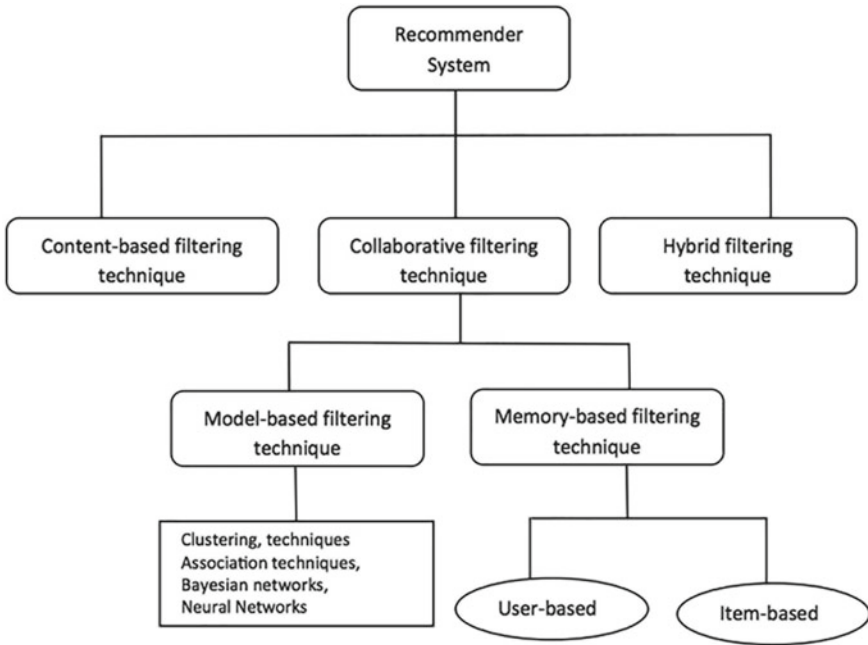 Recommender
System
Content-based filtering
technique
Collaborative filtering
technique
Hybrid filtering
technique
Model-based filtering
technique
Memory-based filtering
technique
Clustering, techniques
Association techniques,
Bayesian networks,
Neural Networks
User-based
Item-based